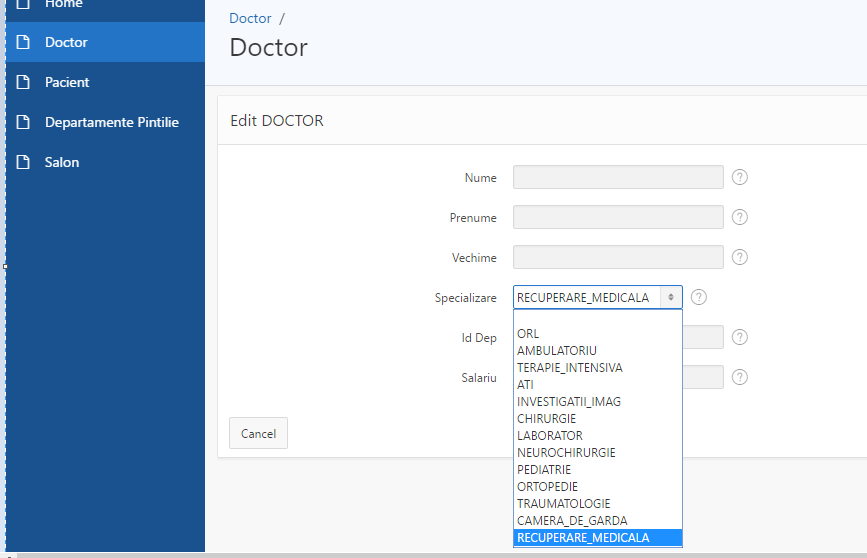 Home
Doctor
Pacient
Departamente Pintilie
Salon
Doctor /
Doctor
Edit DOCTOR
Nume ?
Prenume ?
Vechime ?
Specializare RECUPERARE_MEDICALA ?
Id Dep ?
Salariu ?
ORL
AMBULATORIU
TERAPIE_INTENSIVA
ATI
INVESTIGATII_IMAG
CHIRURGIE
LABORATOR
NEUROCHIRURGIE
PEDIATRIE
ORTOPEDIE
TRAUMATOLOGIE
CAMERA_DE_GARDA
RECUPERARE_MEDICALA
Cancel